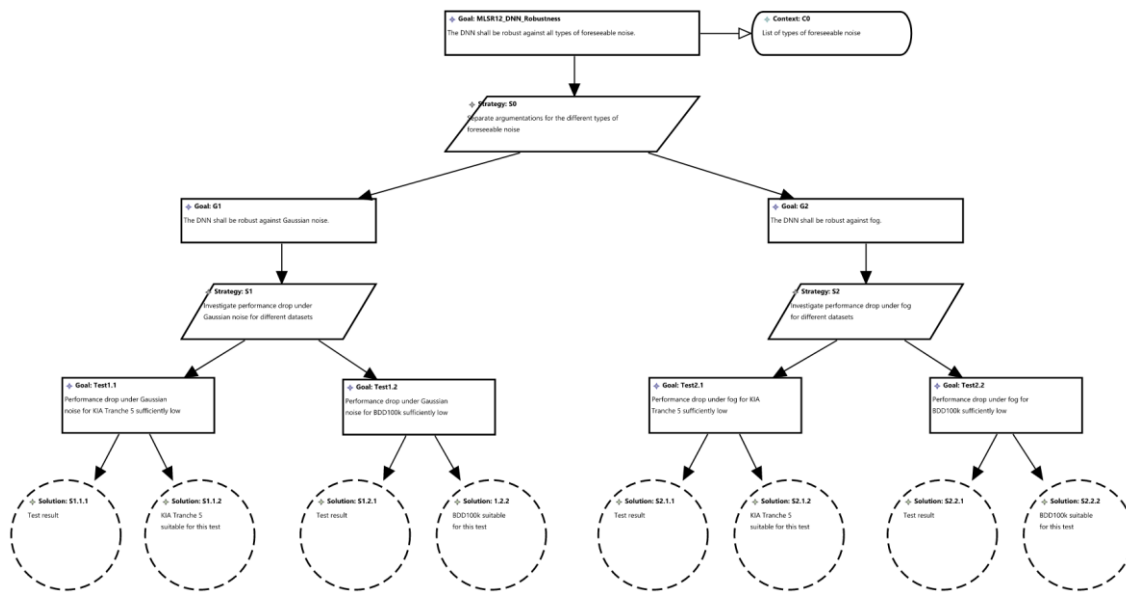 Goal: MLSR12_DNN_Robustness
The DNN shall be robust against all types of foreseeable noise.
Context: C0
List of types of foreseeable noise
Strategy: S0
Separate argumentations for the different types of
foreseeable noise
Goal: G1
The DNN shall be robust against Gaussian noise.
Goal: G2
The DNN shall be robust against fog.
Strategy: S1
Investigate performance drop under
Gaussian noise for different datasets
Strategy: S2
Investigate performance drop under fog
for different datasets
Goal: Test1.1
Performance drop under Gaussian
noise for KIA Tranche 5 sufficiently low
Goal: Test1.2
Performance drop under Gaussian
noise for BDD100k sufficiently low
Goal: Test2.1
Performance drop under fog for KIA
Tranche 5 sufficiently low
Goal: Test2.2
Performance drop under fog for
BDD100k sufficiently low
Solution: S1.1.1
Test result
Solution: S1.1.2
KIA Tranche 5
suitable for this test
Solution: S1.2.1
Test result
Solution: 1.2.2
BDD100k suitable
for this test
Solution: S2.1.1
Test result
Solution: S2.1.2
KIA Tranche 5
suitable for this test
Solution: S2.2.1
Test result
Solution: S2.2.2
BDD100k suitable
for this test